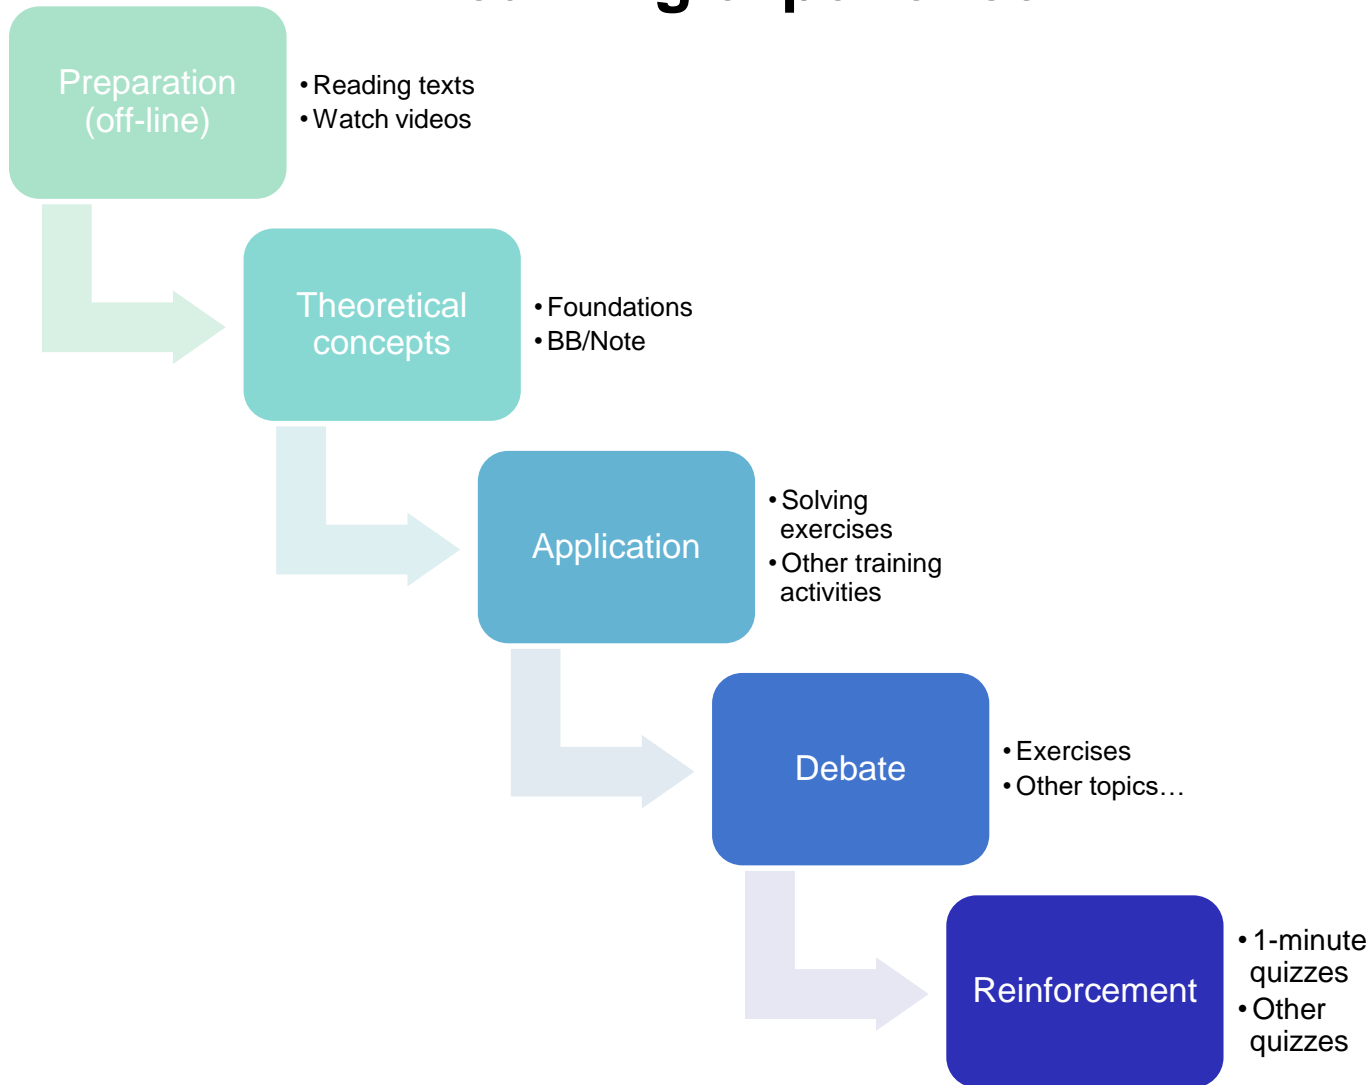 Preparation
(off-line)
• Reading texts
• Watch videos
Theoretical
concepts
• Foundations
• BB/Note
Application
• Solving
exercises
• Other training
activities
Debate
• Exercises
• Other topics…
Reinforcement
• 1-minute
quizzes
• Other
quizzes